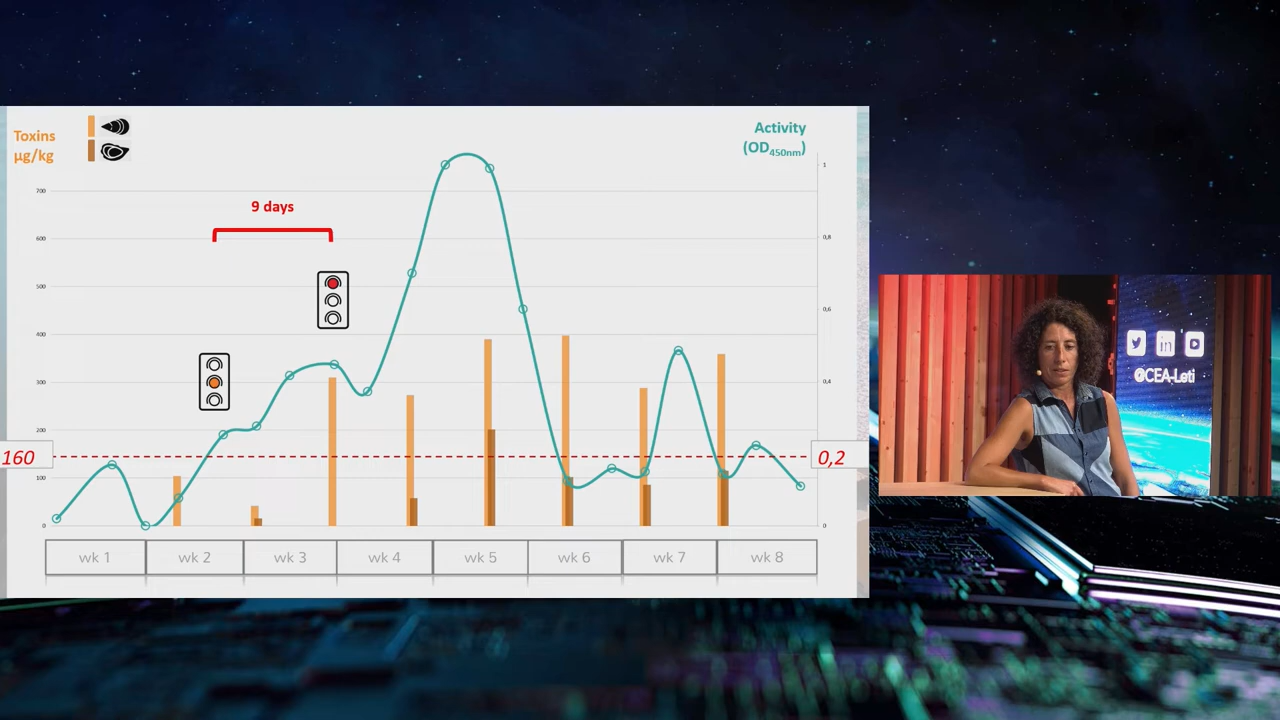 Toxins
µg/kg
Activity
(OD450nm)
9 days
700
600
500
400
300
200
100
0
160
1
0,8
0,6
0,4
0,2
0
wk 1
wk 2
wk 3
wk 4
wk 5
wk 6
wk 7
wk 8
in
@CEA-Leti